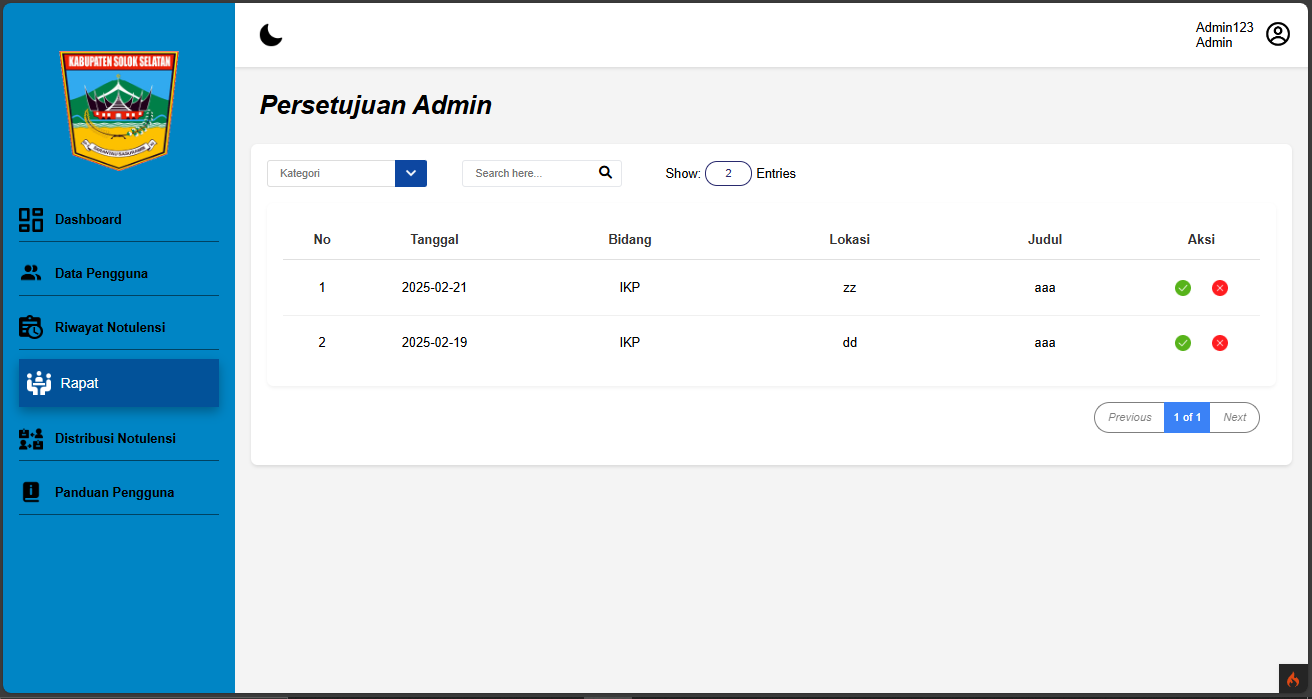 KABUPATEN SOLOK SELATAN
Dashboard
Data Pengguna
Riwayat Notulensi
Rapat
Distribusi Notulensi
Panduan Pengguna
Admin123
Admin
Persetujuan Admin
Kategori Search here... Show: 2 Entries
No Tanggal Bidang Lokasi Judul Aksi
1 2025-02-21 IKP zz aaa
2 2025-02-19 IKP dd aaa
Previous 1 of 1 Next